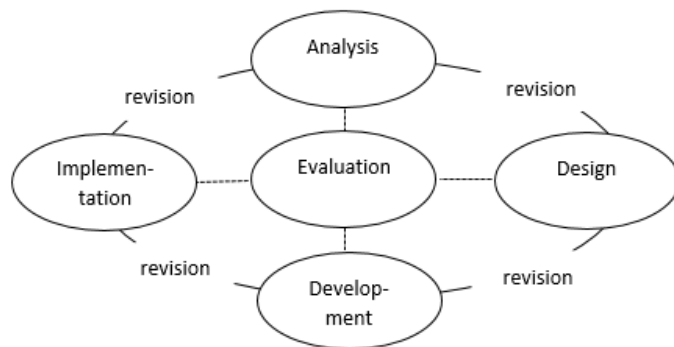 Analysis
revision
revision
Implemen-
tation
Evaluation
Design
revision
revision
Develop-
ment